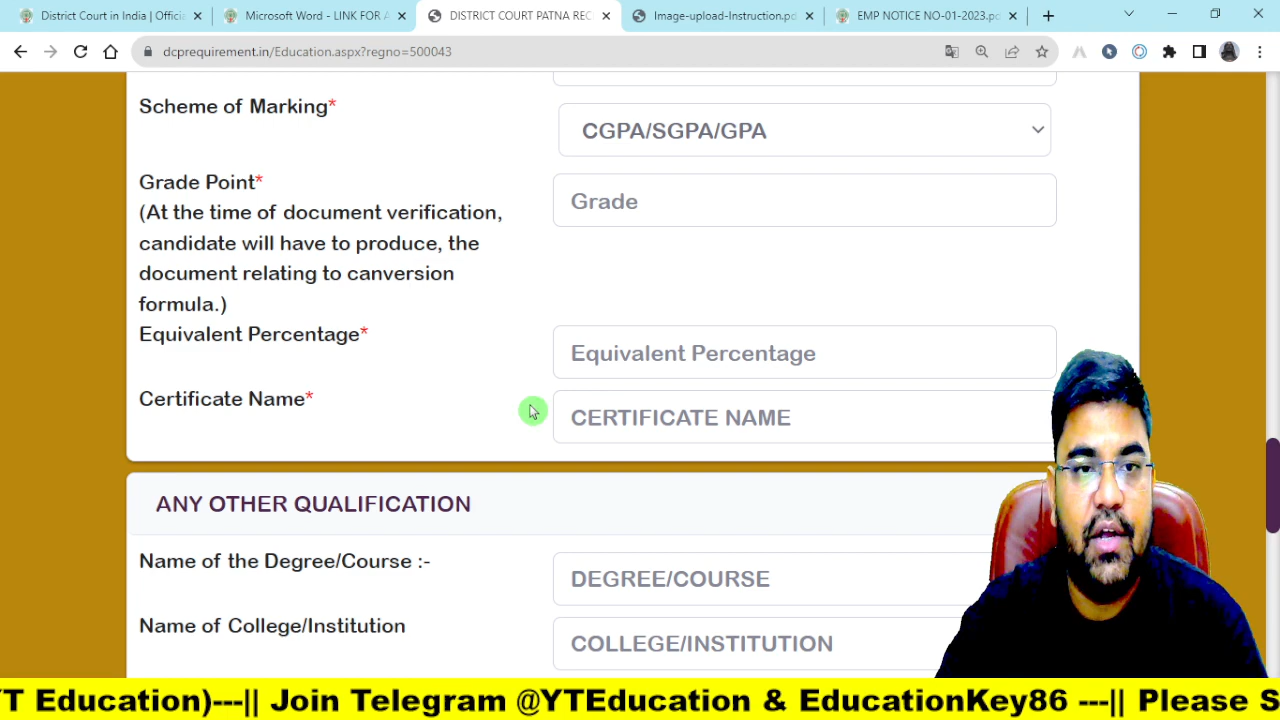 District Court in India | Officia
Microsoft Word - LINK FOR A
DISTRICT COURT PATNA REC
Image-upload-Instruction.pd
EMP NOTICE NO-01-2023.pd
dcprequirement.in/Education.aspx?regno=500043
Scheme of Marking*
CGPA/SGPA/GPA
Grade Point*
Grade
(At the time of document verification,
candidate will have to produce, the
document relating to canversion
formula.)
Equivalent Percentage*
Equivalent Percentage
Certificate Name*
CERTIFICATE NAME
ANY OTHER QUALIFICATION
Name of the Degree/Course :-
DEGREE/COURSE
Name of College/Institution
COLLEGE/INSTITUTION
YT Education)---|| Join Telegram @YTEducation & EducationKey86 ---|| Please S